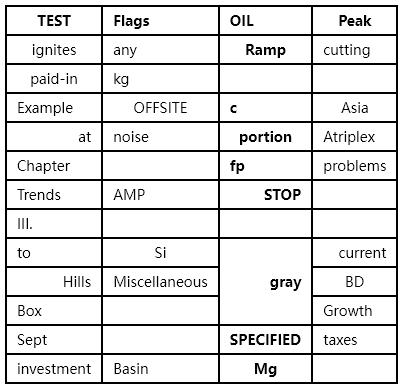 TEST Flags OIL Peak
ignites any Ramp cutting
paid-in kg
Example OFFSITE c Asia
at noise portion Atriplex
Chapter fp problems
Trends AMP STOP
III.
to Si current
Hills Miscellaneous gray BD
Box Growth
Sept SPECIFIED taxes
investment Basin Mg